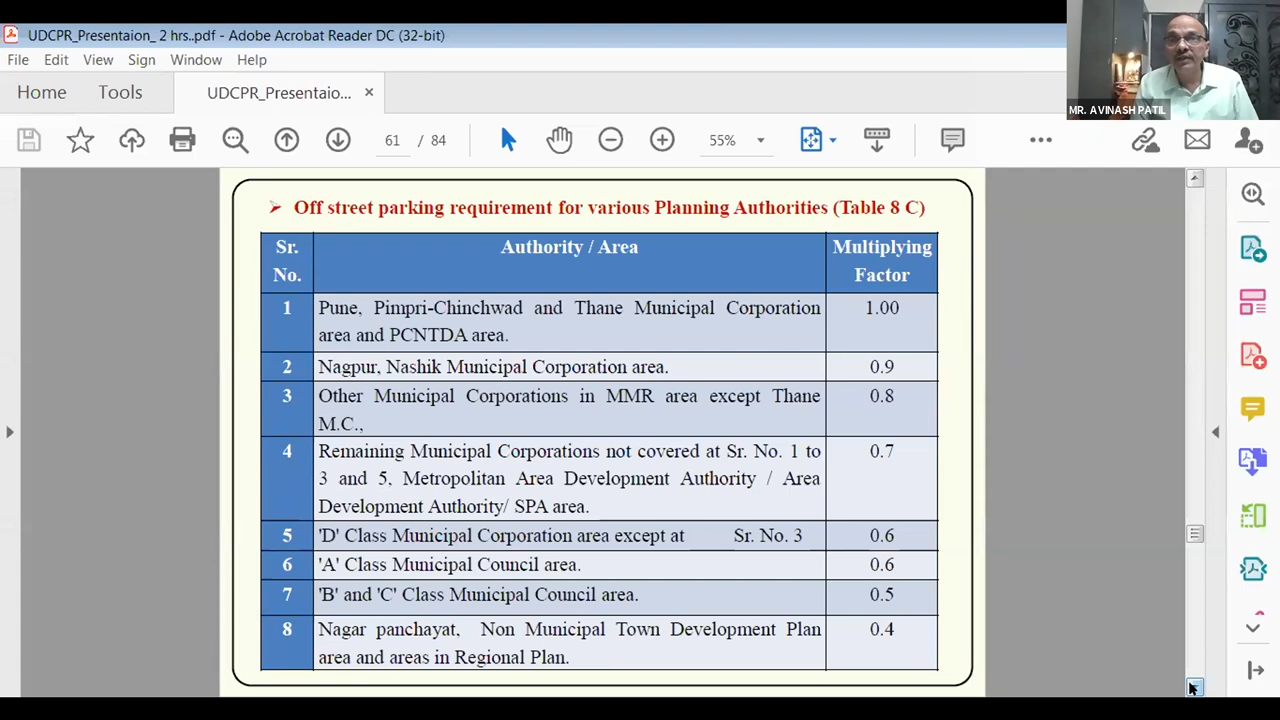 UDCPR_Presentaion_ 2 hrs..pdf - Adobe Acrobat Reader DC (32-bit)
File Edit View Sign Window Help
Home Tools UDCPR_Presentaio... ×
61 / 84 55%
MR. AVINASH PATIL
➢ Off street parking requirement for various Planning Authorities (Table 8 C)
Sr. Authority / Area Multiplying
No. Factor
1 Pune, Pimpri-Chinchwad and Thane Municipal Corporation 1.00
area and PCNTDA area.
2 Nagpur, Nashik Municipal Corporation area. 0.9
3 Other Municipal Corporations in MMR area except Thane 0.8
M.C.,
4 Remaining Municipal Corporations not covered at Sr. No. 1 to 0.7
3 and 5, Metropolitan Area Development Authority / Area
Development Authority/ SPA area.
5 'D' Class Municipal Corporation area except at Sr. No. 3 0.6
6 'A' Class Municipal Council area. 0.6
7 'B' and 'C' Class Municipal Council area. 0.5
8 Nagar panchayat, Non Municipal Town Development Plan 0.4
area and areas in Regional Plan.